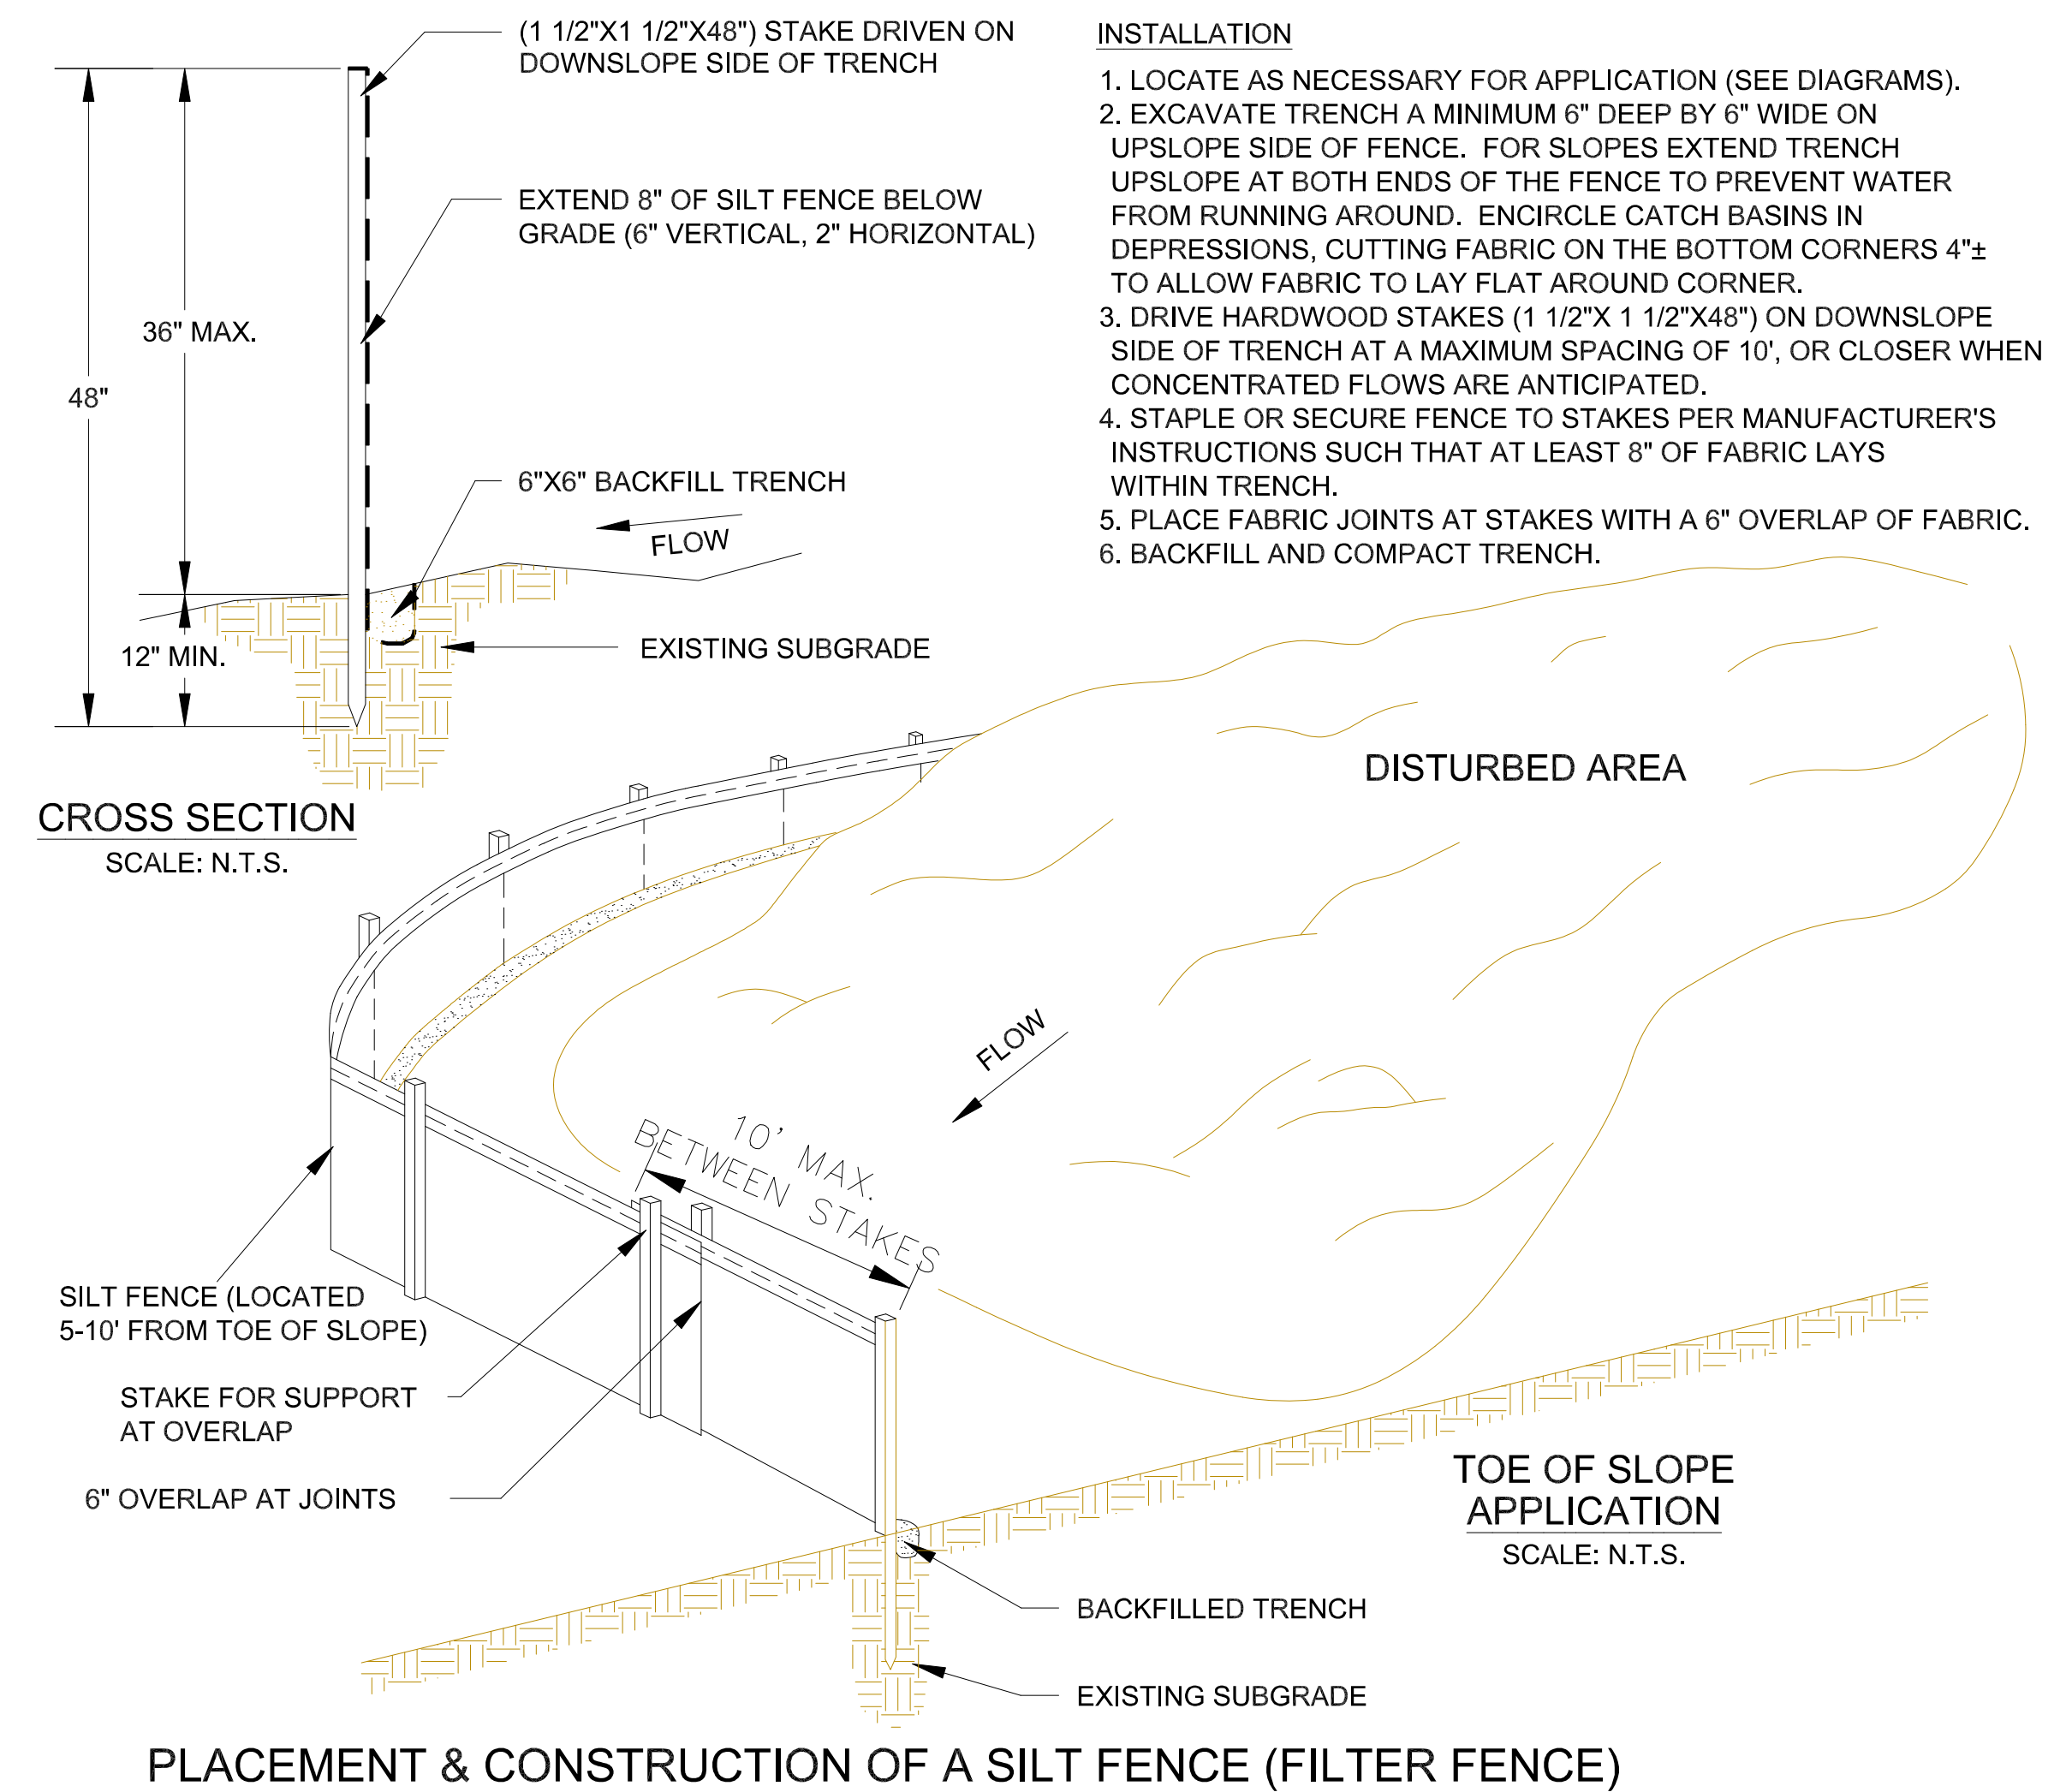 (1 1/2"X1 1/2"X48") STAKE DRIVEN ON
DOWNSLOPE SIDE OF TRENCH
EXTEND 8" OF SILT FENCE BELOW
GRADE (6" VERTICAL, 2" HORIZONTAL)
36" MAX.
48"
6"X6" BACKFILL TRENCH
FLOW
12" MIN.
EXISTING SUBGRADE
CROSS SECTION
SCALE: N.T.S.
INSTALLATION
1. LOCATE AS NECESSARY FOR APPLICATION (SEE DIAGRAMS).
2. EXCAVATE TRENCH A MINIMUM 6" DEEP BY 6" WIDE ON
UPSLOPE SIDE OF FENCE. FOR SLOPES EXTEND TRENCH
UPSLOPE AT BOTH ENDS OF THE FENCE TO PREVENT WATER
FROM RUNNING AROUND. ENCIRCLE CATCH BASINS IN
DEPRESSIONS, CUTTING FABRIC ON THE BOTTOM CORNERS 4"±
TO ALLOW FABRIC TO LAY FLAT AROUND CORNER.
3. DRIVE HARDWOOD STAKES (1 1/2"X 1 1/2"X48") ON DOWNSLOPE
SIDE OF TRENCH AT A MAXIMUM SPACING OF 10', OR CLOSER WHEN
CONCENTRATED FLOWS ARE ANTICIPATED.
4. STAPLE OR SECURE FENCE TO STAKES PER MANUFACTURER'S
INSTRUCTIONS SUCH THAT AT LEAST 8" OF FABRIC LAYS
WITHIN TRENCH.
5. PLACE FABRIC JOINTS AT STAKES WITH A 6" OVERLAP OF FABRIC.
6. BACKFILL AND COMPACT TRENCH.
DISTURBED AREA
FLOW
10' MAX.
BETWEEN STAKES
SILT FENCE (LOCATED
5-10' FROM TOE OF SLOPE)
STAKE FOR SUPPORT
AT OVERLAP
6" OVERLAP AT JOINTS
TOE OF SLOPE
APPLICATION
SCALE: N.T.S.
BACKFILLED TRENCH
EXISTING SUBGRADE
PLACEMENT & CONSTRUCTION OF A SILT FENCE (FILTER FENCE)